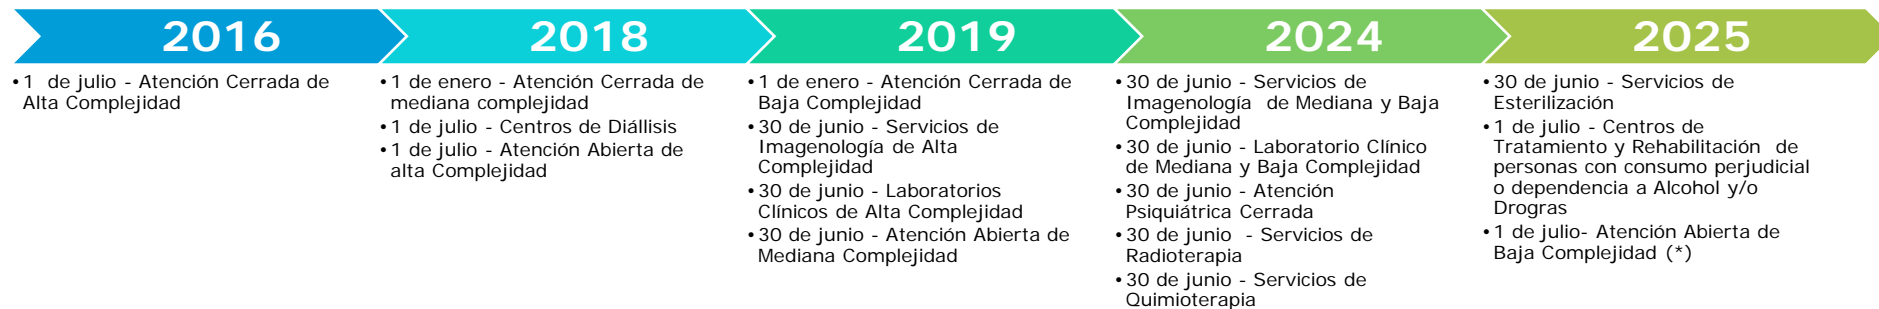 2016
•1 de julio - Atención Cerrada de
Alta Complejidad
2018
•1 de enero - Atención Cerrada de
mediana complejidad
•1 de julio - Centros de Diállisis
•1 de julio - Atención Abierta de
alta Complejidad
2019
•1 de enero - Atención Cerrada de
Baja Complejidad
•30 de junio - Servicios de
Imagenología de Alta
Complejidad
•30 de junio - Laboratorios
Clínicos de Alta Complejidad
•30 de junio - Atención Abierta de
Mediana Complejidad
2024
•30 de junio - Servicios de
Imagenología de Mediana y Baja
Complejidad
•30 de junio - Laboratorio Clínico
de Mediana y Baja Complejidad
•30 de junio - Atención
Psiquiátrica Cerrada
•30 de junio - Servicios de
Radioterapia
•30 de junio - Servicios de
Quimioterapia
2025
•30 de junio - Servicios de
Esterilización
•1 de julio - Centros de
Tratamiento y Rehabilitación de
personas con consumo perjudicial
o dependencia a Alcohol y/o
Drogras
•1 de julio- Atención Abierta de
Baja Complejidad (*)